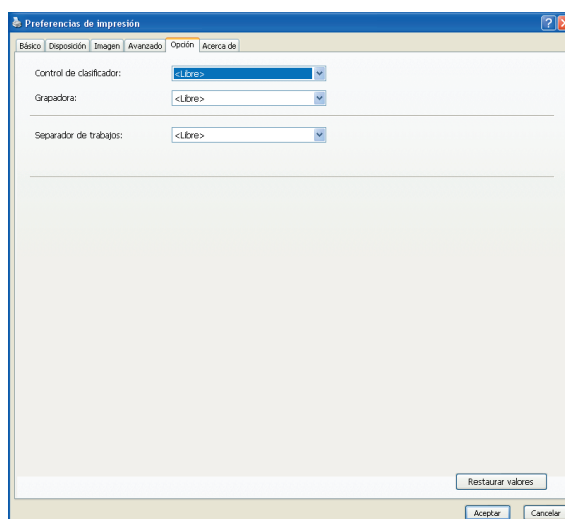 Preferencias de impresión
Básico Disposición Imagen Avanzado Opción Acerca de
Control de clasificador: <Libre>
Grapadora: <Libre>
Separador de trabajos: <Libre>
Restaurar valores
Aceptar Cancelar